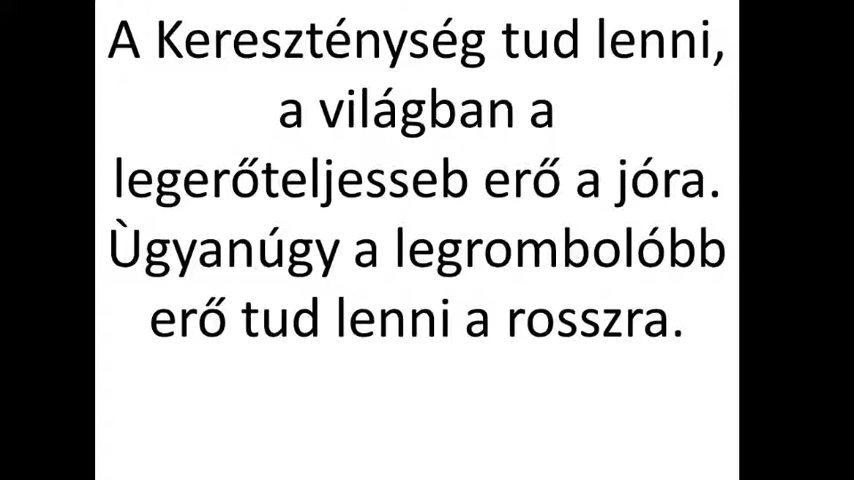 A Kereszténység tud lenni,
a világban a
legerőteljesseb erő a jóra.
Ùgyanúgy a legrombolóbb
erő tud lenni a rosszra.